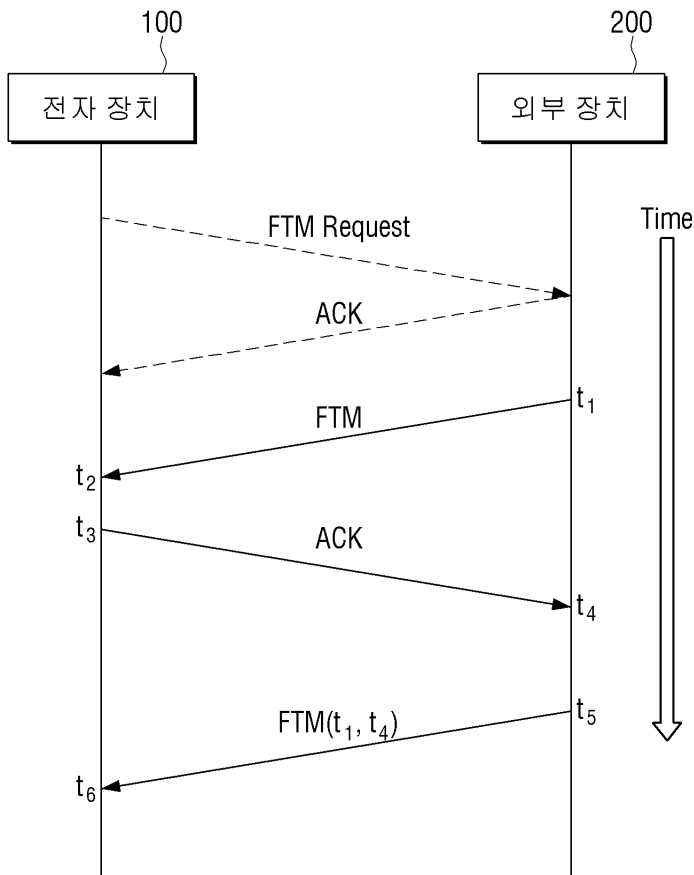 100
200
전자 장치
외부 장치
Time
FTM Request
ACK
t₁
FTM
t₂
t₃
ACK
t₄
t₅
FTM(t₁, t₄)
t₆